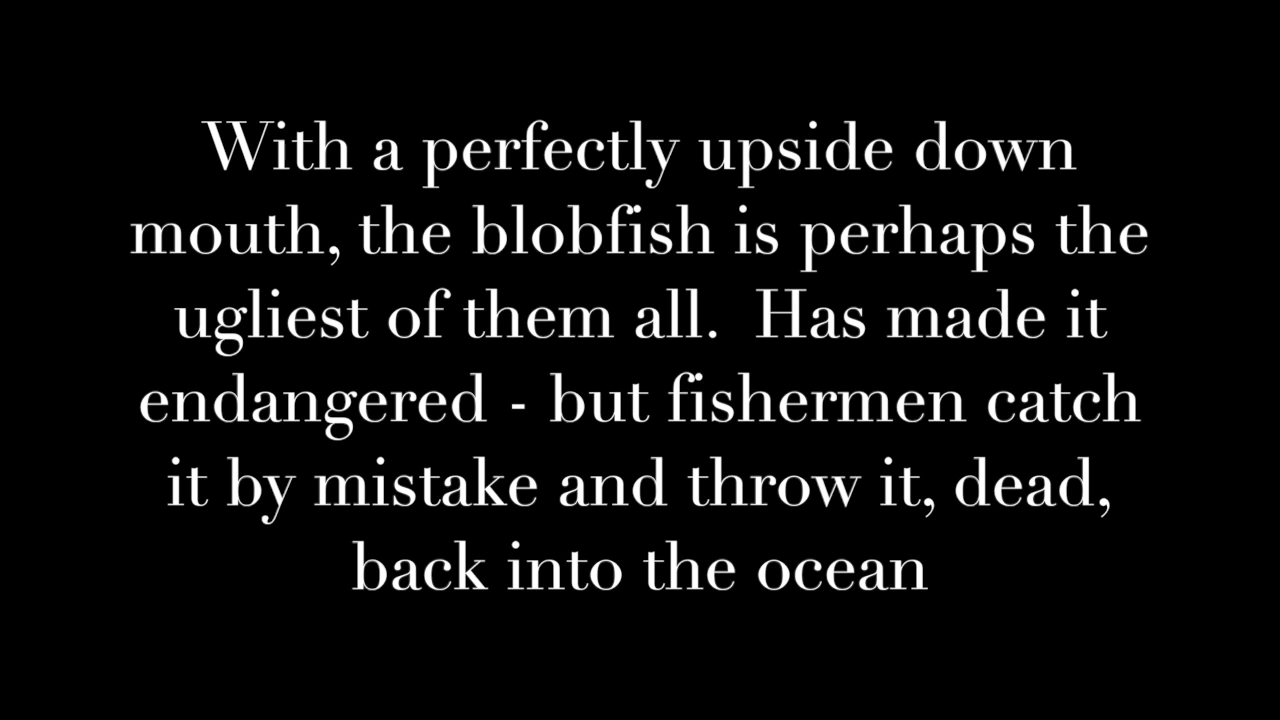 With a perfectly upside down
mouth, the blobfish is perhaps the
ugliest of them all.  Has made it
endangered - but fishermen catch
it by mistake and throw it, dead,
back into the ocean